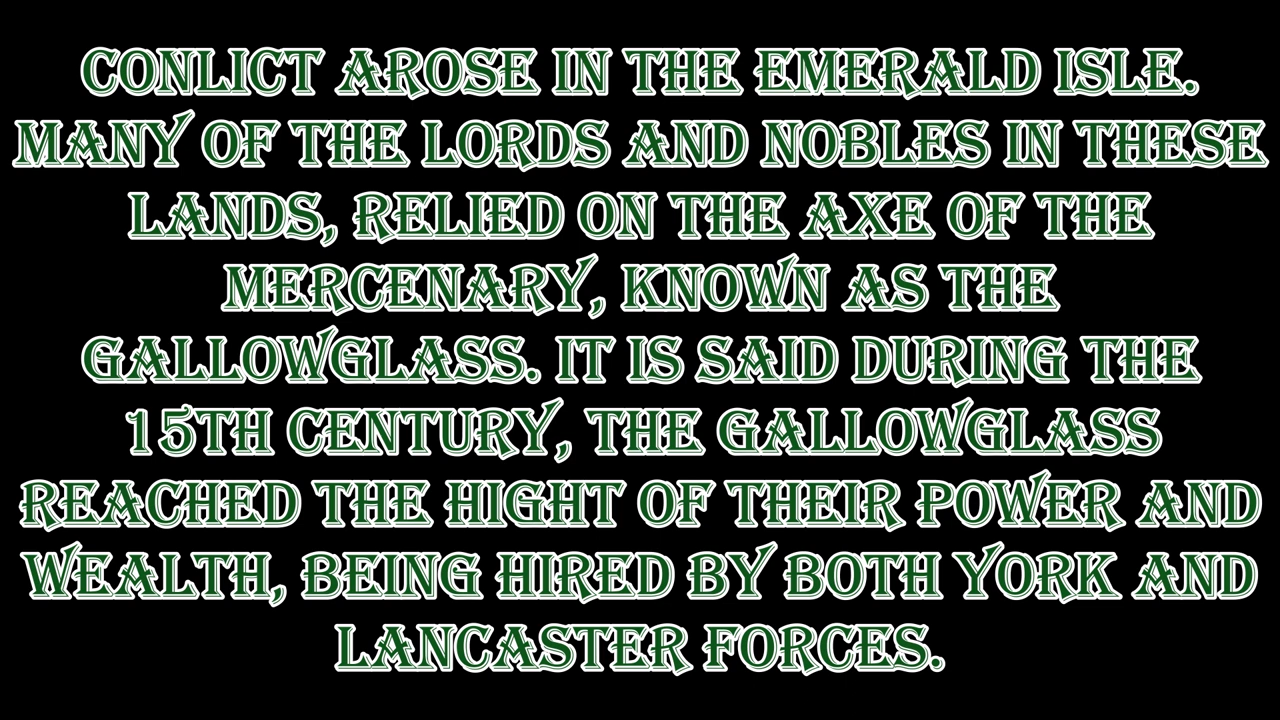 CONLICT AROSE IN THE EMERALD ISLE.
MANY OF THE LORDS AND NOBLES IN THESE
LANDS, RELIED ON THE AXE OF THE
MERCENARY, KNOWN AS THE
GALLOWGLASS. IT IS SAID DURING THE
15TH CENTURY, THE GALLOWGLASS
REACHED THE HIGHT OF THEIR POWER AND
WEALTH, BEING HIRED BY BOTH YORK AND
LANCASTER FORCES.